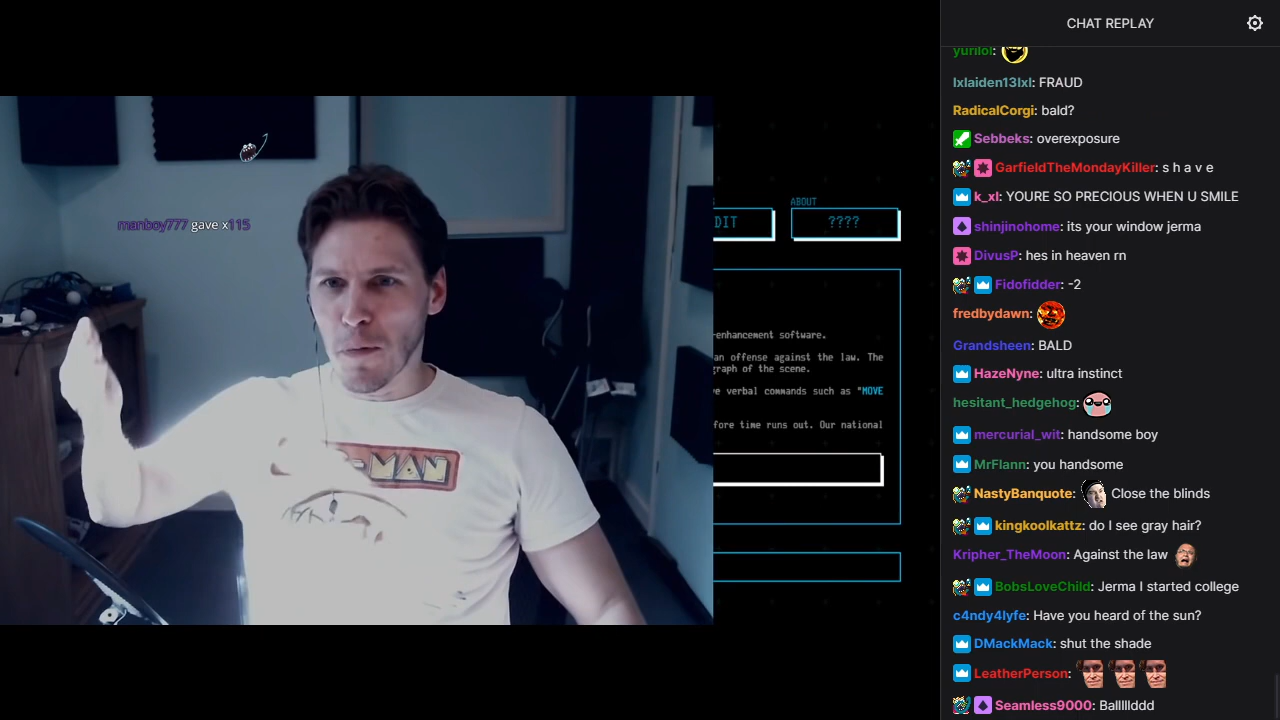 CHAT REPLAY
yurilol:
lxlaiden13lxl: FRAUD
RadicalCorgi: bald?
Sebbeks: overexposure
GarfieldTheMondayKiller: s h a v e
k_xl: YOURE SO PRECIOUS WHEN U SMILE
shinjinohome: its your window jerma
DivusP: hes in heaven rn
Fidofidder: -2
fredbydawn:
Grandsheen: BALD
HazeNyne: ultra instinct
hesitant_hedgehog:
mercurial_wit: handsome boy
MrFlann: you handsome
NastyBanquote: Close the blinds
kingkoolkattz: do I see gray hair?
Kripher_TheMoon: Against the law
BobsLoveChild: Jerma I started college
c4ndy4lyfe: Have you heard of the sun?
DMackMack: shut the shade
LeatherPerson:
Seamless9000: Balllllddd
manboy777 gave x115
ABOUT
DIT
????
-enhancement software.
an offense against the law. The
graph of the scene.
ve verbal commands such as "MOVE
fore time runs out. Our national
-MAN